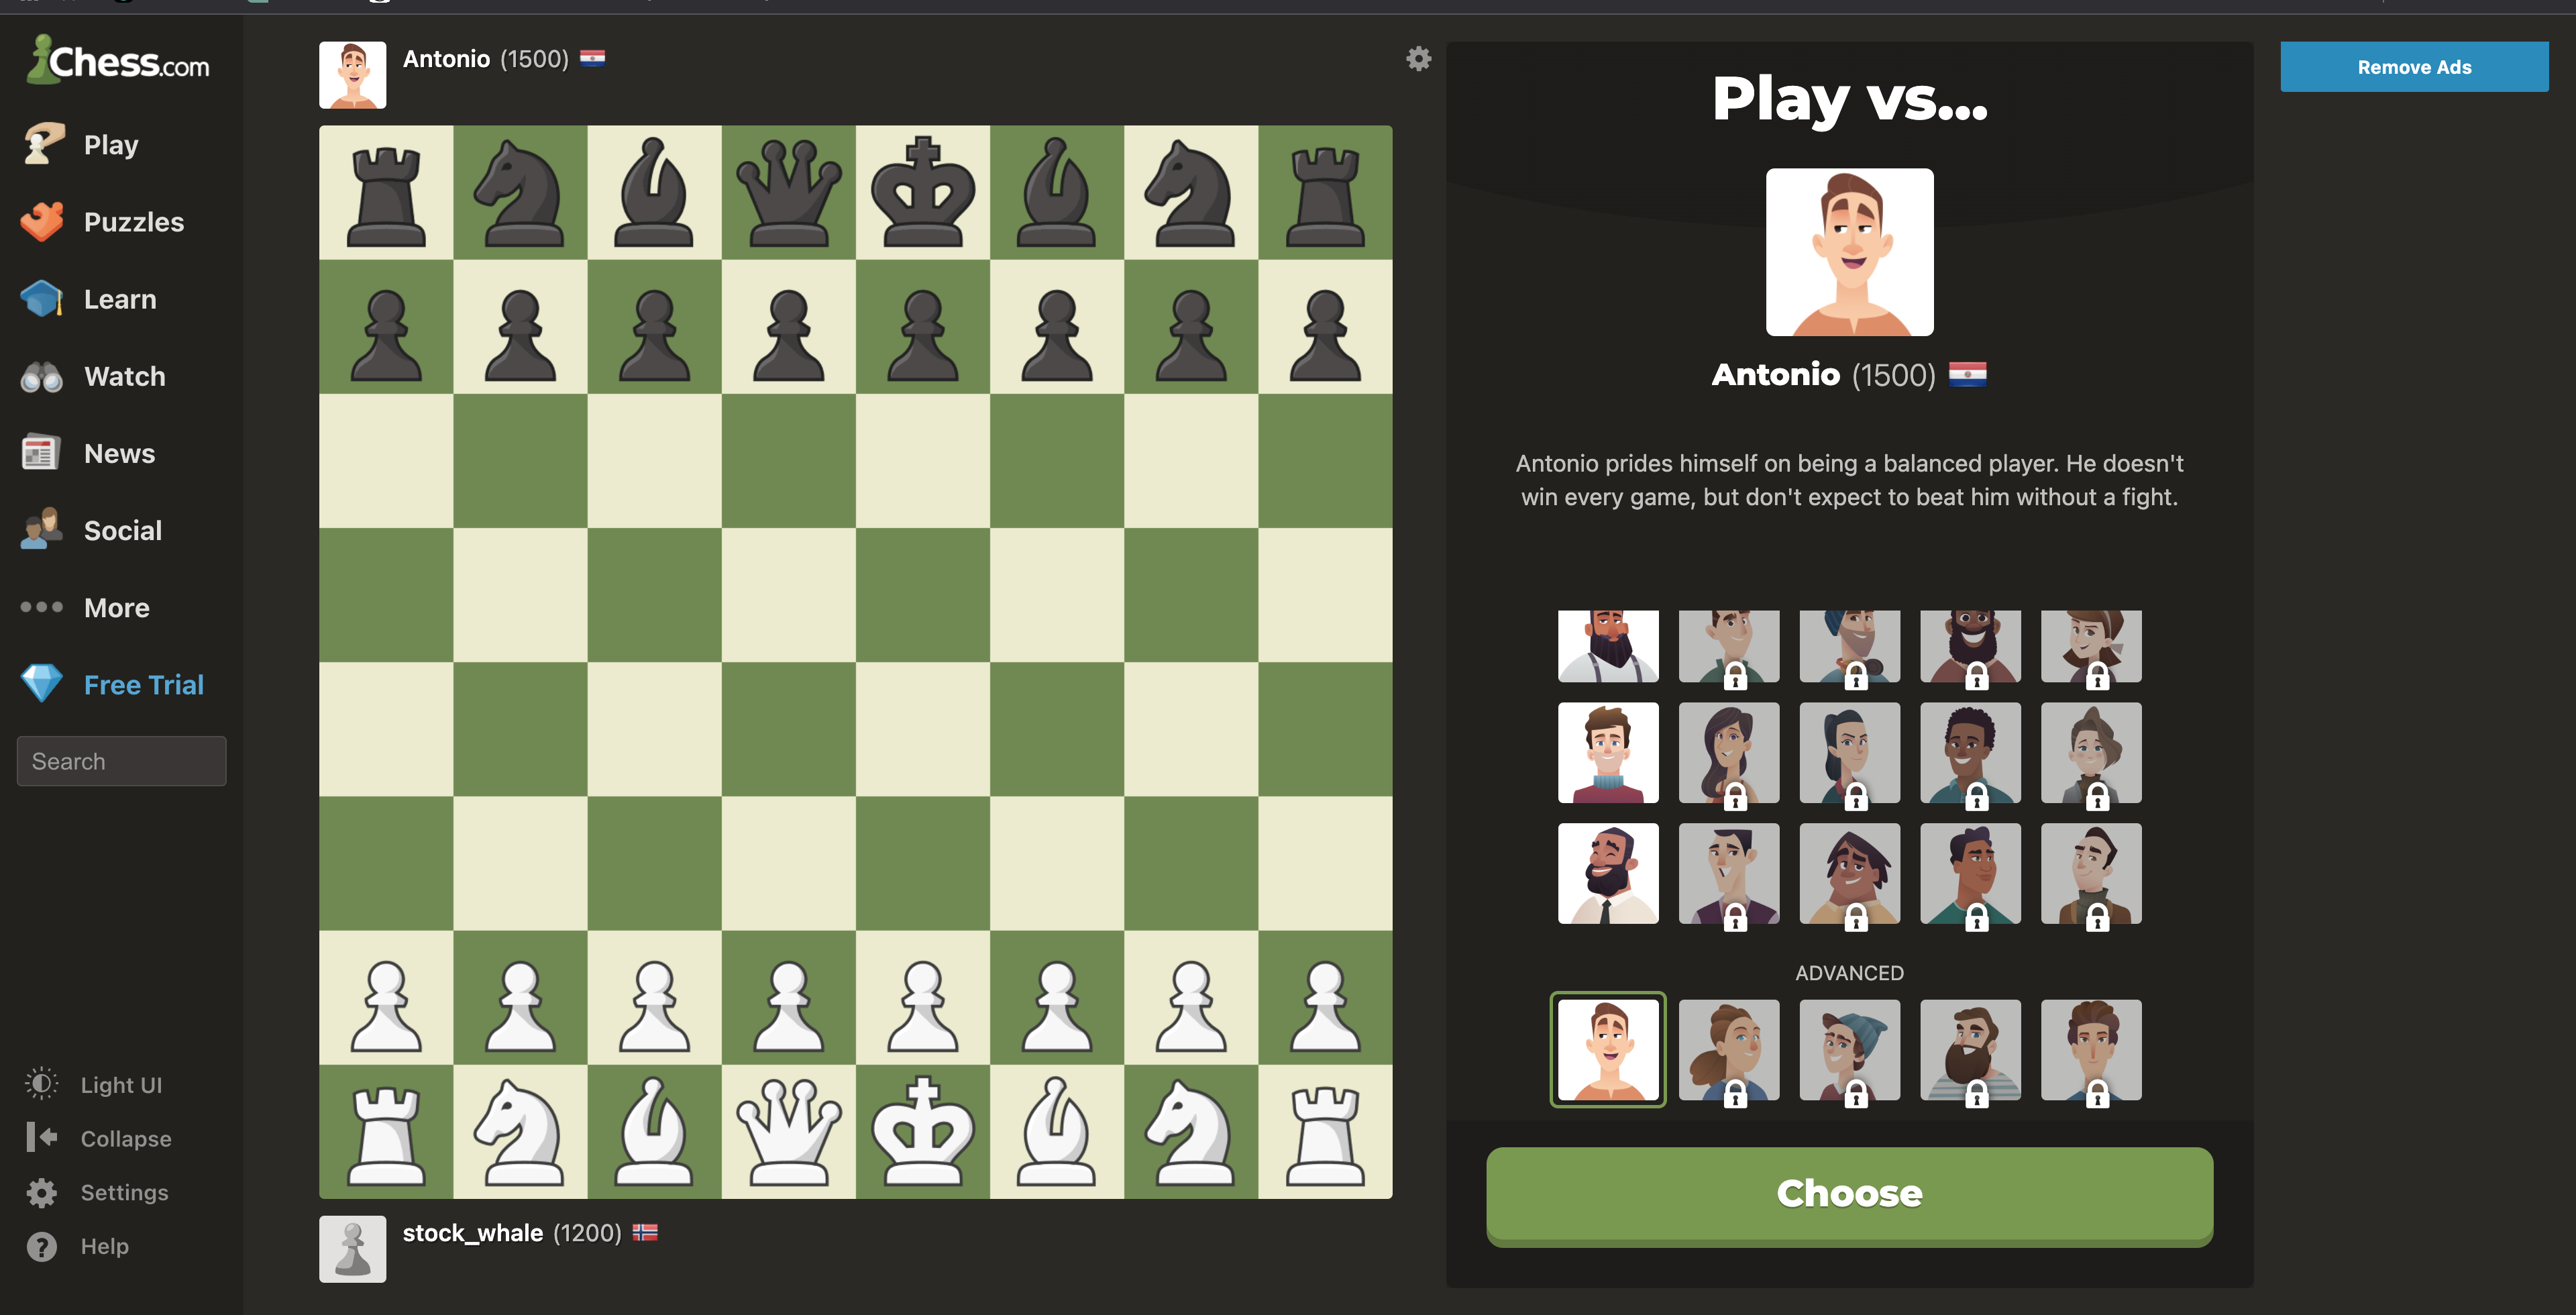 Chess.com
Play
Puzzles
Learn
Watch
News
Social
More
Free Trial
Search
Light UI
Collapse
Settings
Help
Antonio (1500)
stock_whale (1200)
Play vs...
Antonio (1500)
Antonio prides himself on being a balanced player. He doesn't
win every game, but don't expect to beat him without a fight.
ADVANCED
Choose
Remove Ads